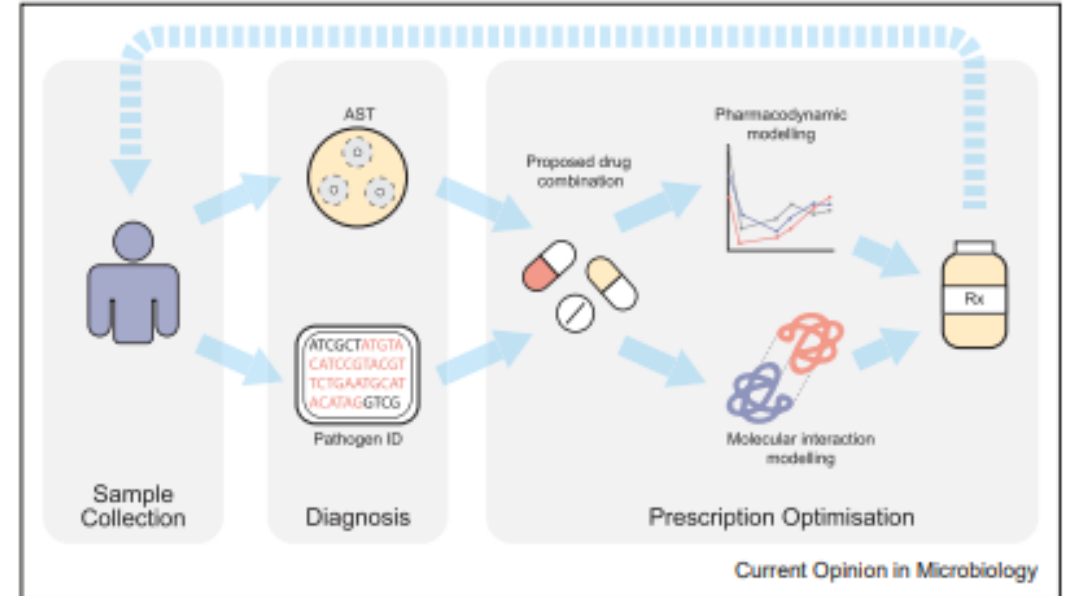 AST
Pharmacodynamic
modelling
Proposed drug
combination
Rx
ATCGCTATGTA
CATCCGTACGT
TCTGAATGCAT
ACATAGGTCG
Pathogen ID
Molecular interaction
modelling
Sample
Collection
Diagnosis
Prescription Optimisation
Current Opinion in Microbiology